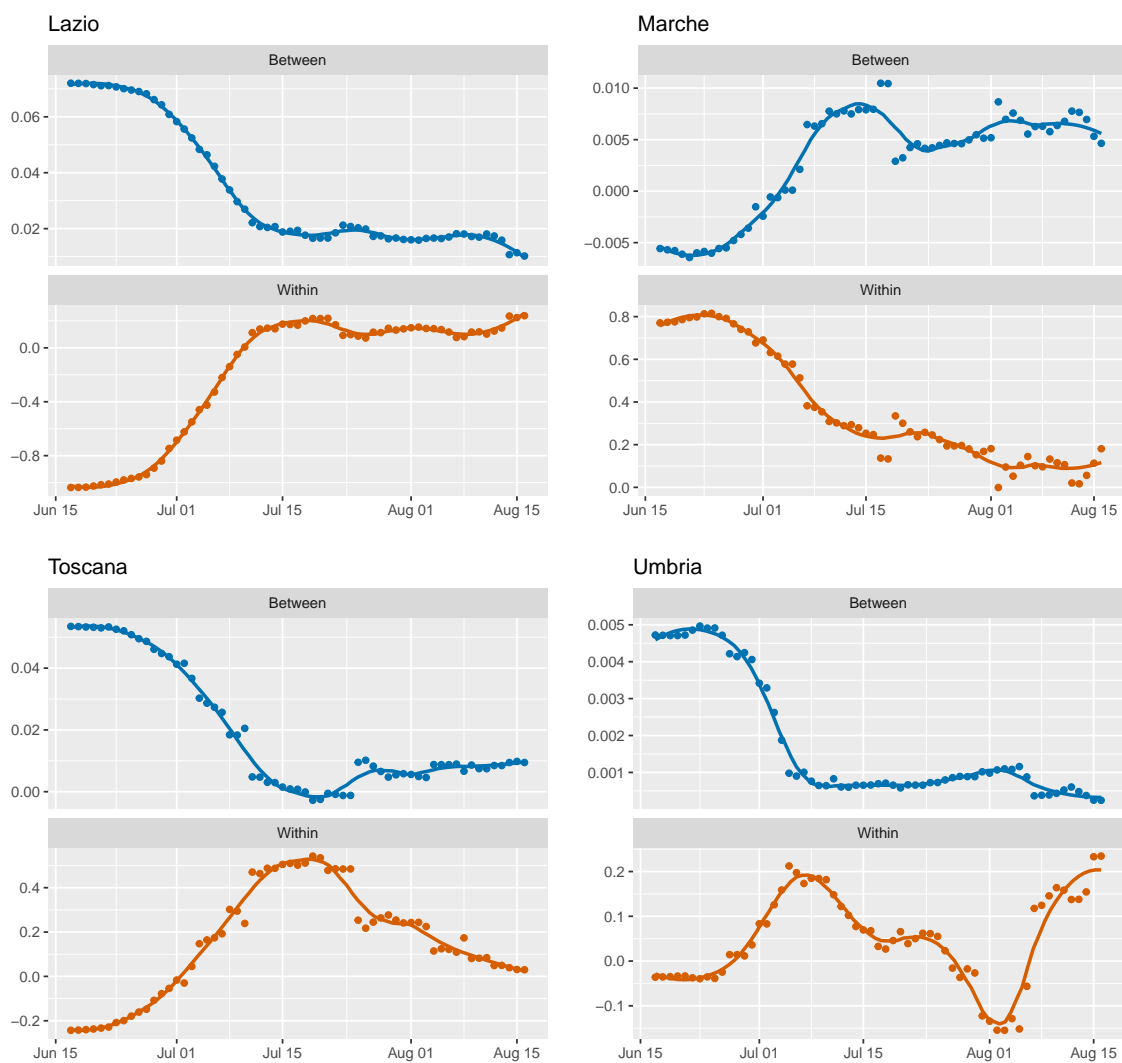 Lazio
Between
0.06
0.04
0.02
Within
0.0
−0.4
−0.8
Jun 15 Jul 01 Jul 15 Aug 01 Aug 15
Marche
Between
0.010
0.005
0.000
−0.005
Within
0.8
0.6
0.4
0.2
0.0
Jun 15 Jul 01 Jul 15 Aug 01 Aug 15
Toscana
Between
0.04
0.02
0.00
Within
0.4
0.2
0.0
−0.2
Jun 15 Jul 01 Jul 15 Aug 01 Aug 15
Umbria
Between
0.005
0.004
0.003
0.002
0.001
Within
0.2
0.1
0.0
−0.1
Jun 15 Jul 01 Jul 15 Aug 01 Aug 15